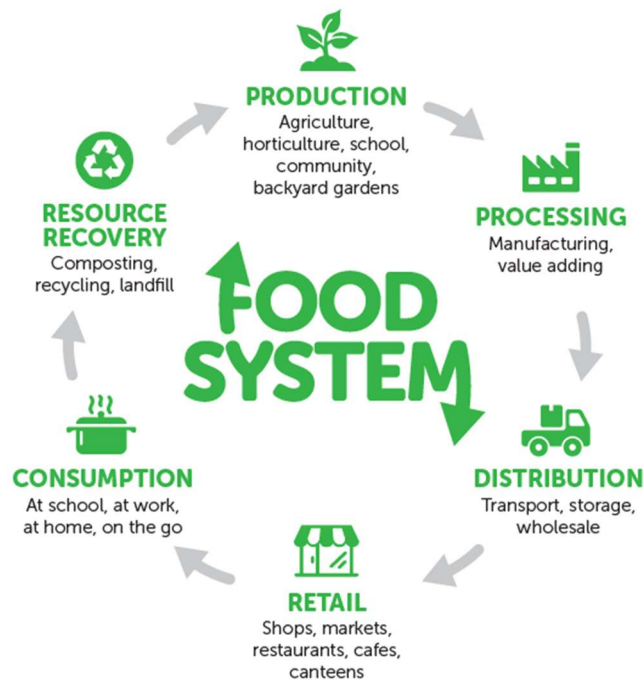 PRODUCTION
Agriculture,
horticulture, school,
community,
backyard gardens
PROCESSING
Manufacturing,
value adding
DISTRIBUTION
Transport, storage,
wholesale
RETAIL
Shops, markets,
restaurants, cafes,
canteens
CONSUMPTION
At school, at work,
at home, on the go
RESOURCE
RECOVERY
Composting,
recycling, landfill
FOOD
SYSTEM